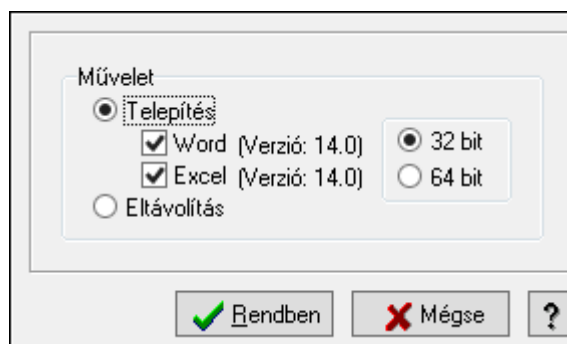 Művelet
Telepítés
Word (Verzió: 14.0)
Excel (Verzió: 14.0)
32 bit
64 bit
Eltávolítás
Rendben
Mégse
?